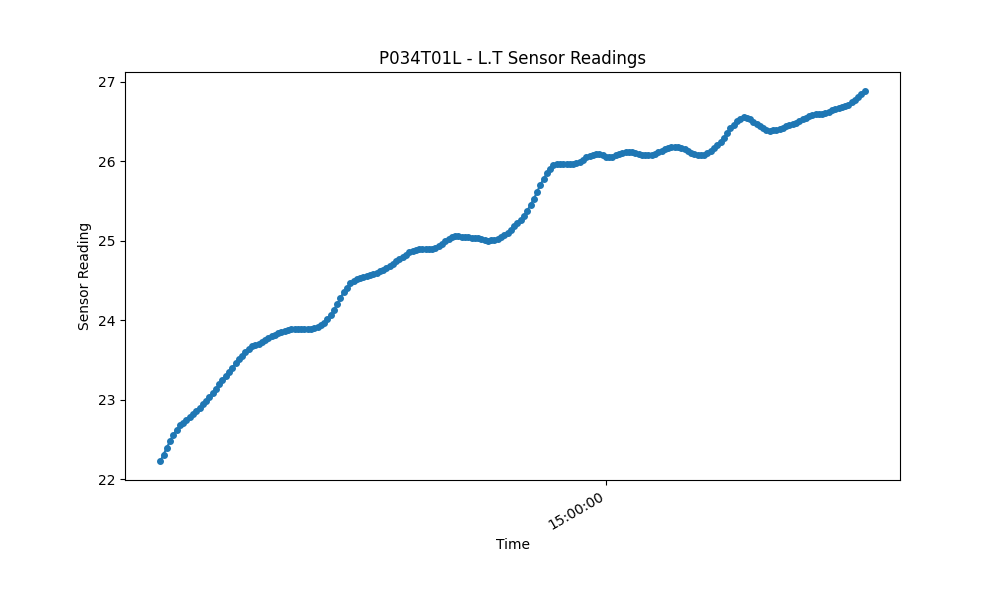 P034T01L - L.T Sensor Readings
27
26
25
24
23
22
Sensor Reading
15:00:00
Time